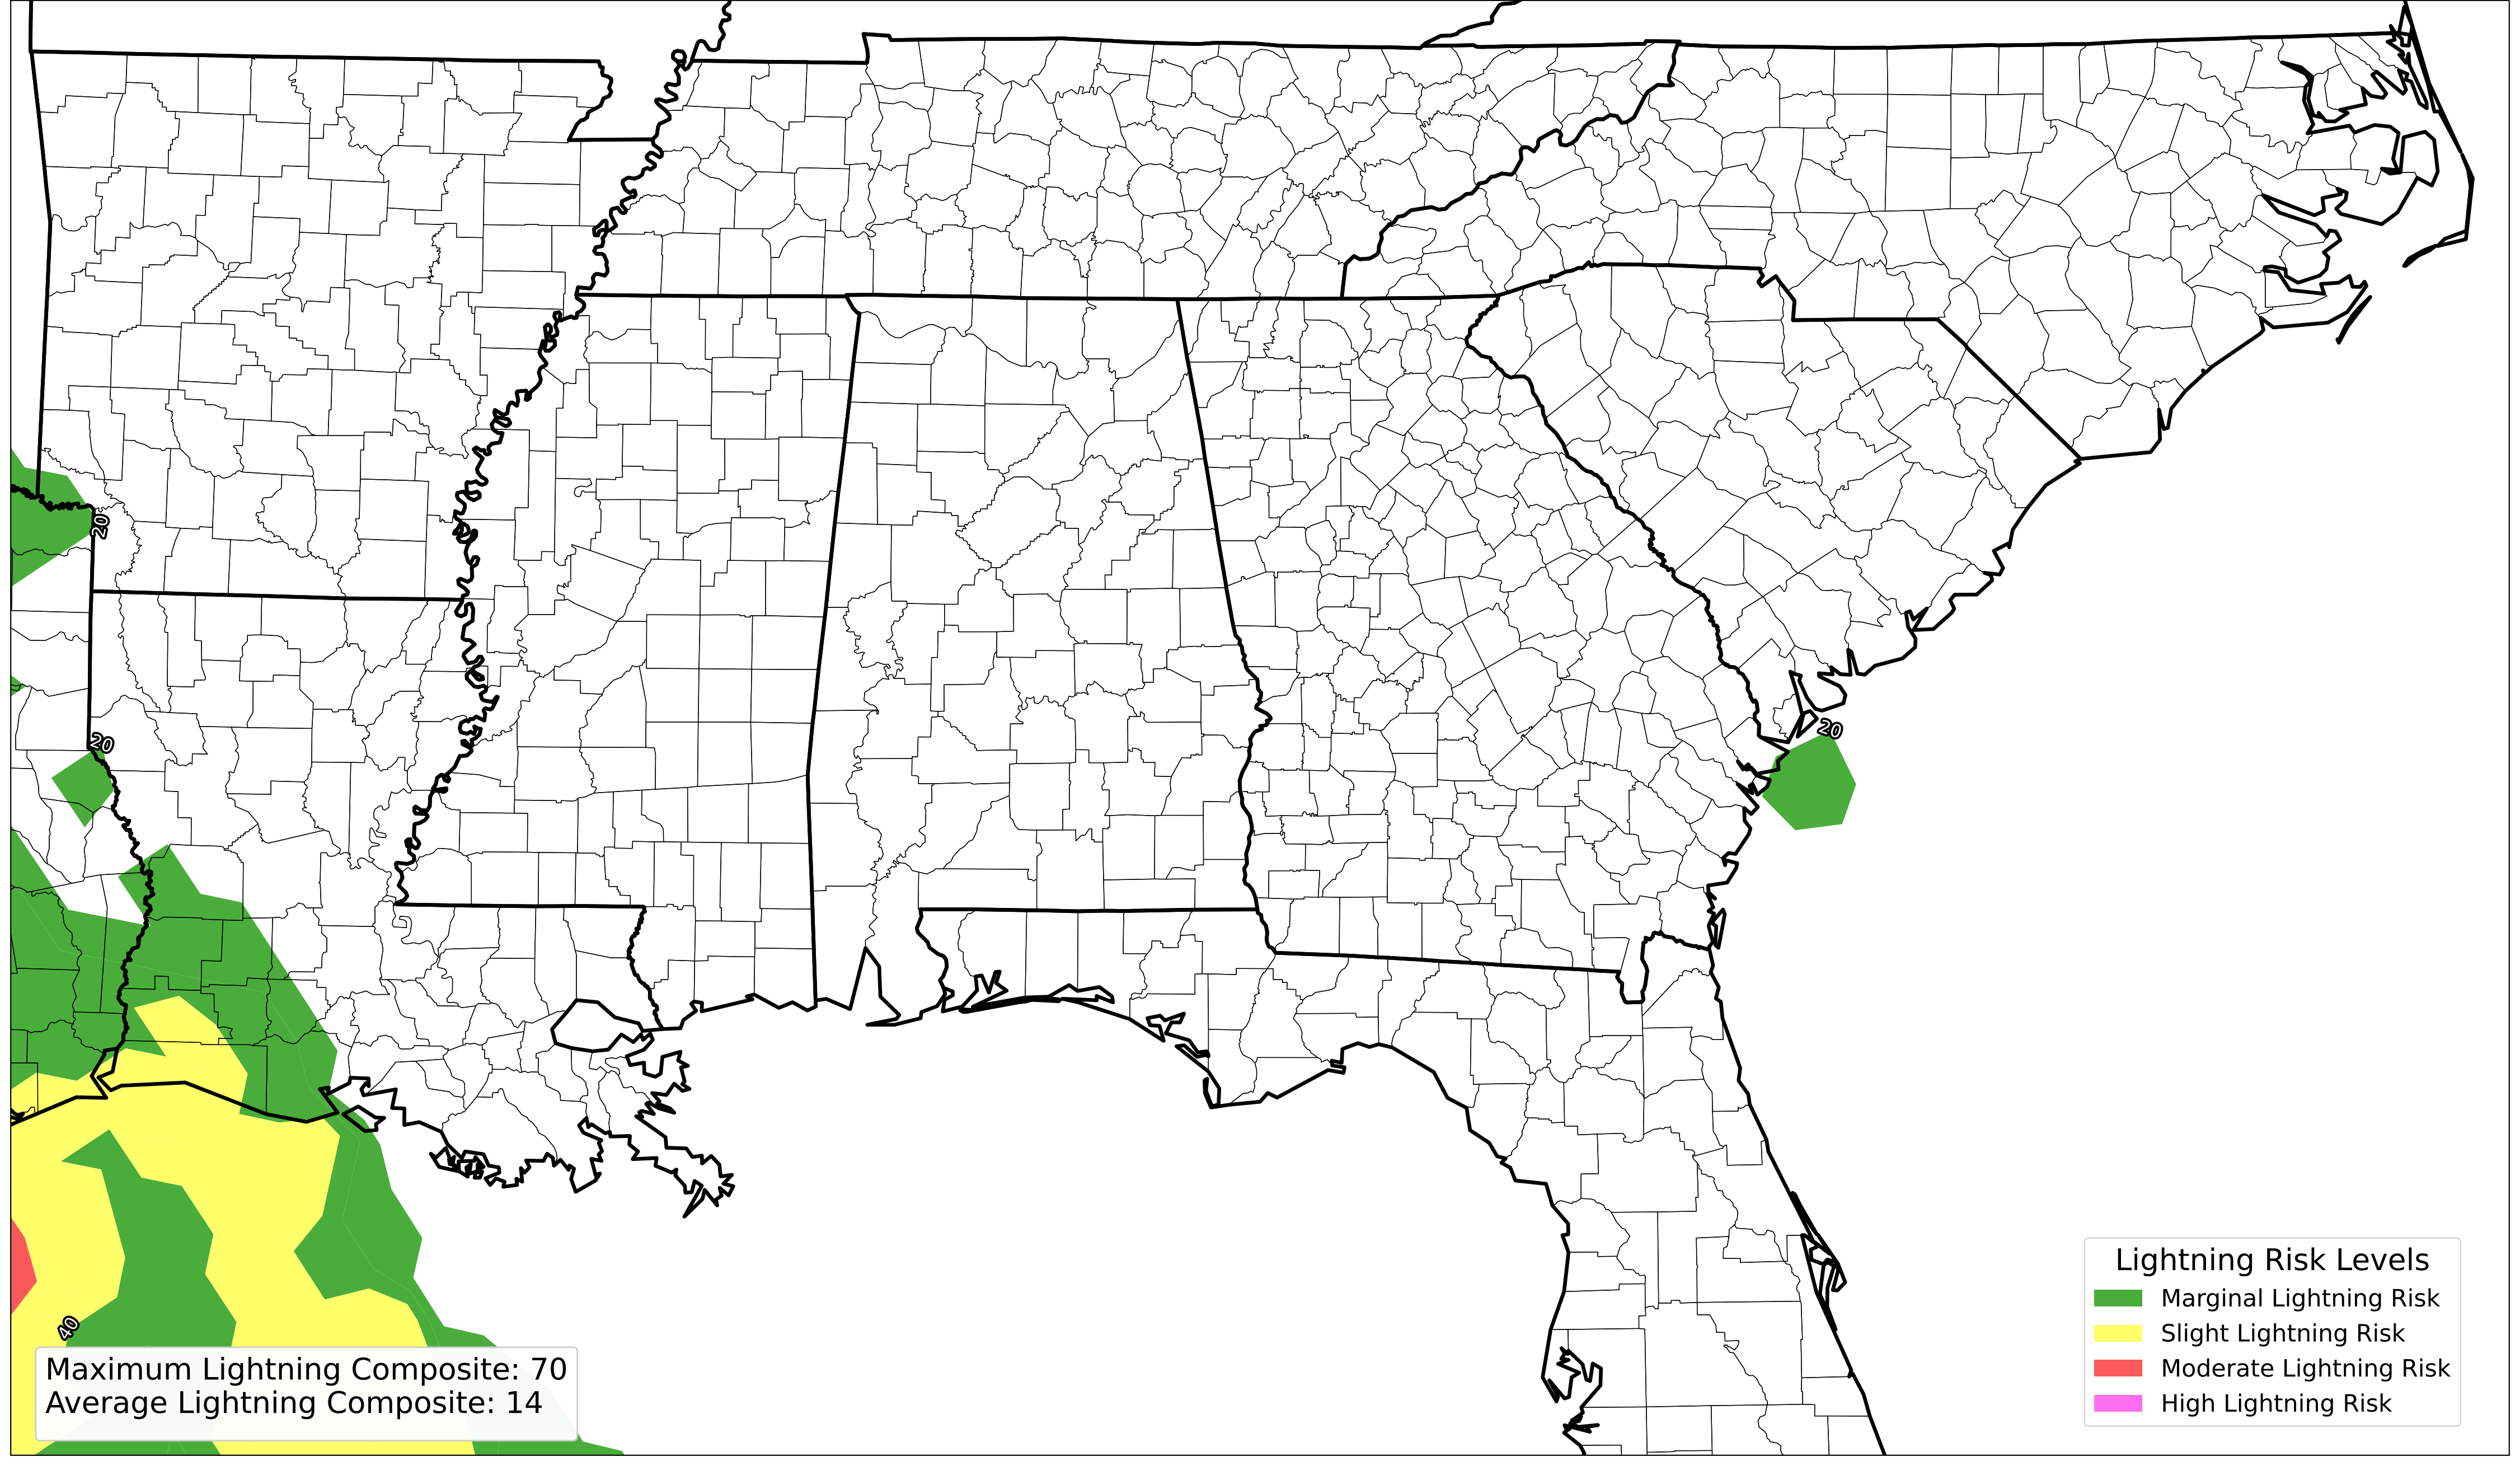 20
20
20
40
Maximum Lightning Composite: 70
Average Lightning Composite: 14
Lightning Risk Levels
Marginal Lightning Risk
Slight Lightning Risk
Moderate Lightning Risk
High Lightning Risk